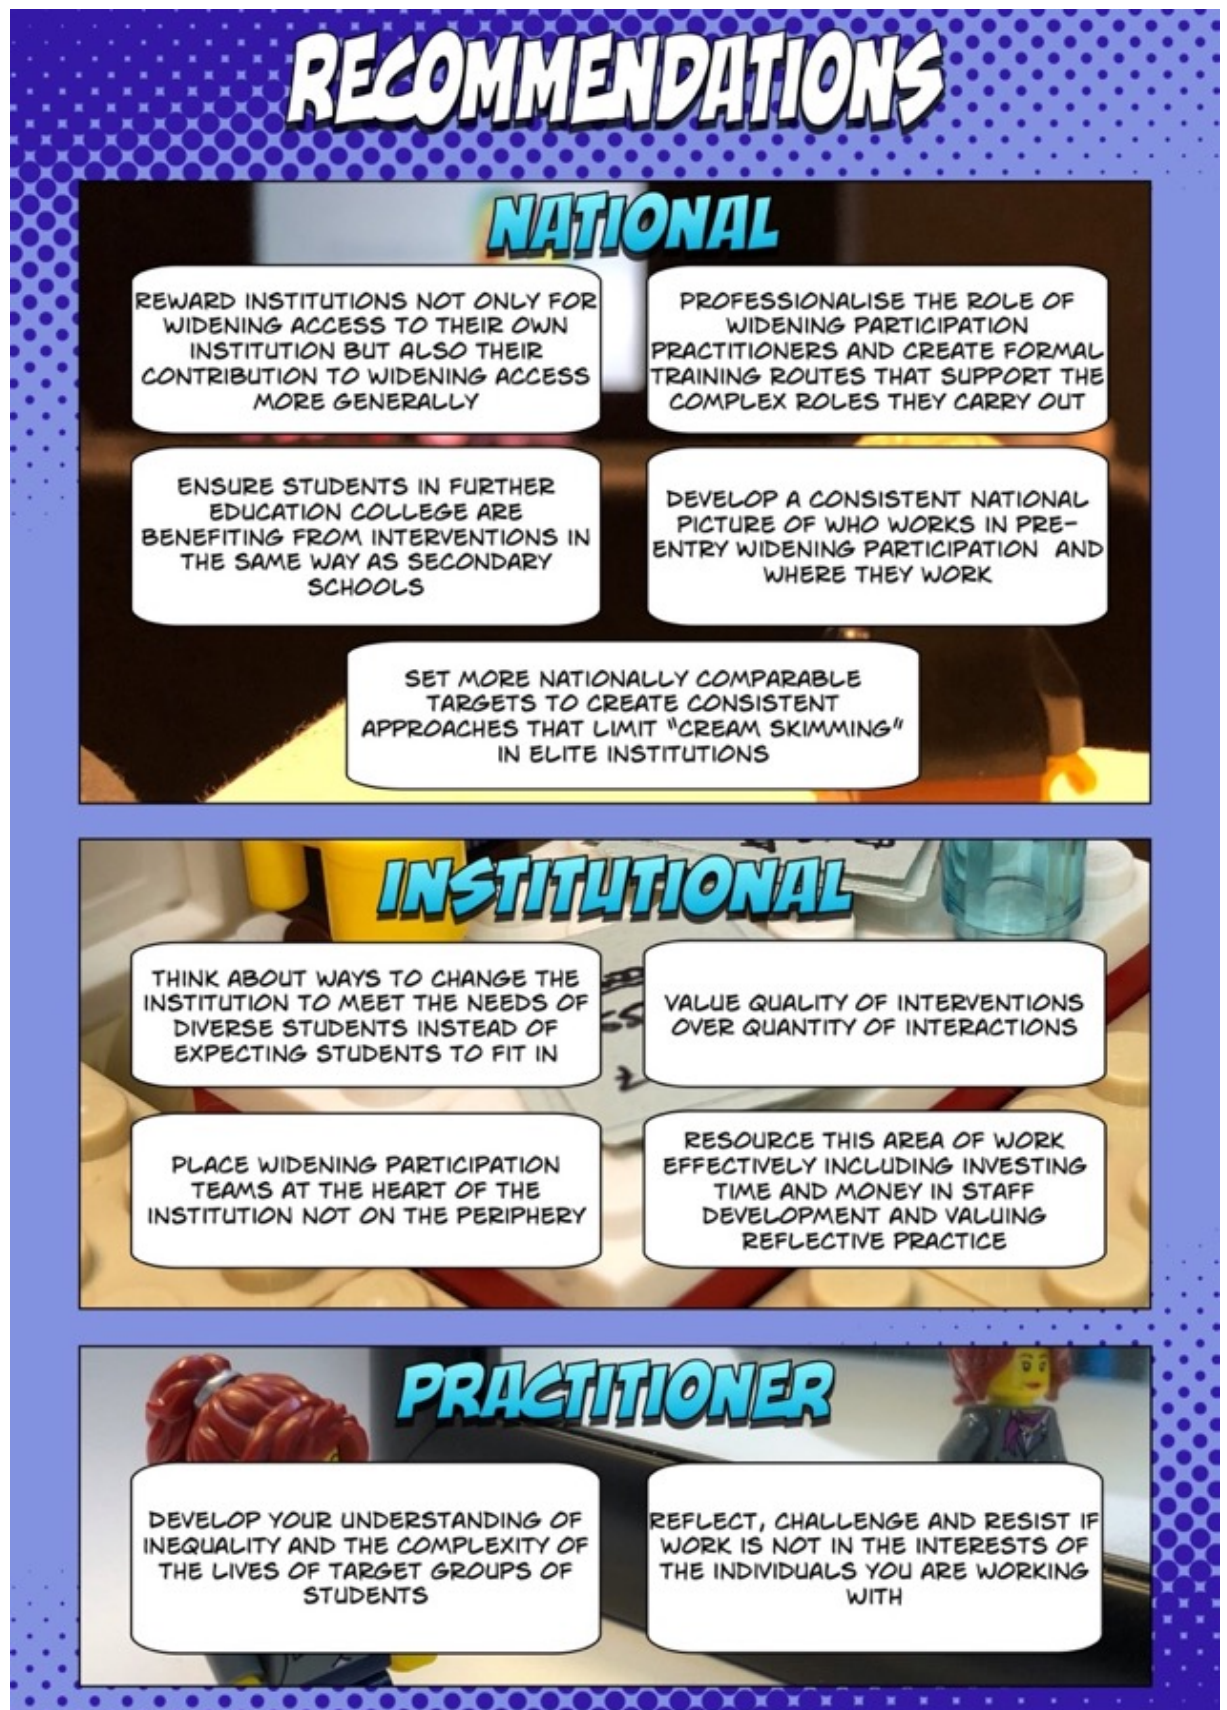 RECOMMENDATIONS
NATIONAL
REWARD INSTITUTIONS NOT ONLY FOR
WIDENING ACCESS TO THEIR OWN
INSTITUTION BUT ALSO THEIR
CONTRIBUTION TO WIDENING ACCESS
MORE GENERALLY
PROFESSIONALISE THE ROLE OF
WIDENING PARTICIPATION
PRACTITIONERS AND CREATE FORMAL
TRAINING ROUTES THAT SUPPORT THE
COMPLEX ROLES THEY CARRY OUT
ENSURE STUDENTS IN FURTHER
EDUCATION COLLEGE ARE
BENEFITING FROM INTERVENTIONS IN
THE SAME WAY AS SECONDARY
SCHOOLS
DEVELOP A CONSISTENT NATIONAL
PICTURE OF WHO WORKS IN PRE-
ENTRY WIDENING PARTICIPATION AND
WHERE THEY WORK
SET MORE NATIONALLY COMPARABLE
TARGETS TO CREATE CONSISTENT
APPROACHES THAT LIMIT "CREAM SKIMMING"
IN ELITE INSTITUTIONS
INSTITUTIONAL
THINK ABOUT WAYS TO CHANGE THE
INSTITUTION TO MEET THE NEEDS OF
DIVERSE STUDENTS INSTEAD OF
EXPECTING STUDENTS TO FIT IN
VALUE QUALITY OF INTERVENTIONS
OVER QUANTITY OF INTERACTIONS
PLACE WIDENING PARTICIPATION
TEAMS AT THE HEART OF THE
INSTITUTION NOT ON THE PERIPHERY
RESOURCE THIS AREA OF WORK
EFFECTIVELY INCLUDING INVESTING
TIME AND MONEY IN STAFF
DEVELOPMENT AND VALUING
REFLECTIVE PRACTICE
PRACTITIONER
DEVELOP YOUR UNDERSTANDING OF
INEQUALITY AND THE COMPLEXITY OF
THE LIVES OF TARGET GROUPS OF
STUDENTS
REFLECT, CHALLENGE AND RESIST IF
WORK IS NOT IN THE INTERESTS OF
THE INDIVIDUALS YOU ARE WORKING
WITH